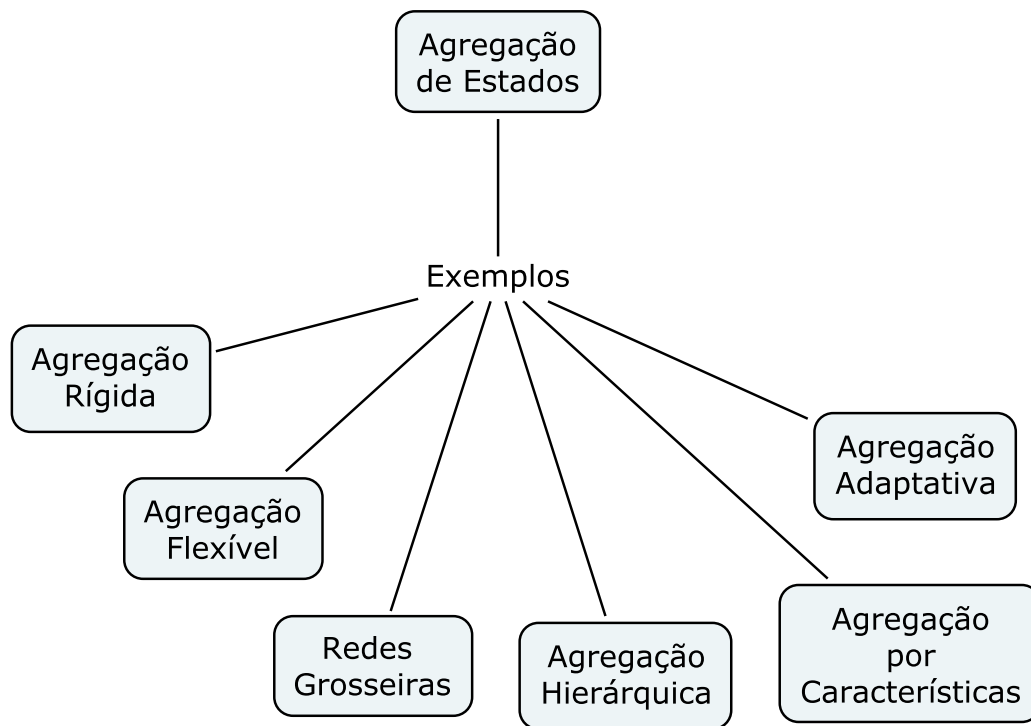 Agregação
de Estados
Exemplos
Agregação
Rígida
Agregação
Flexível
Redes
Grosseiras
Agregação
Hierárquica
Agregação
por
Características
Agregação
Adaptativa